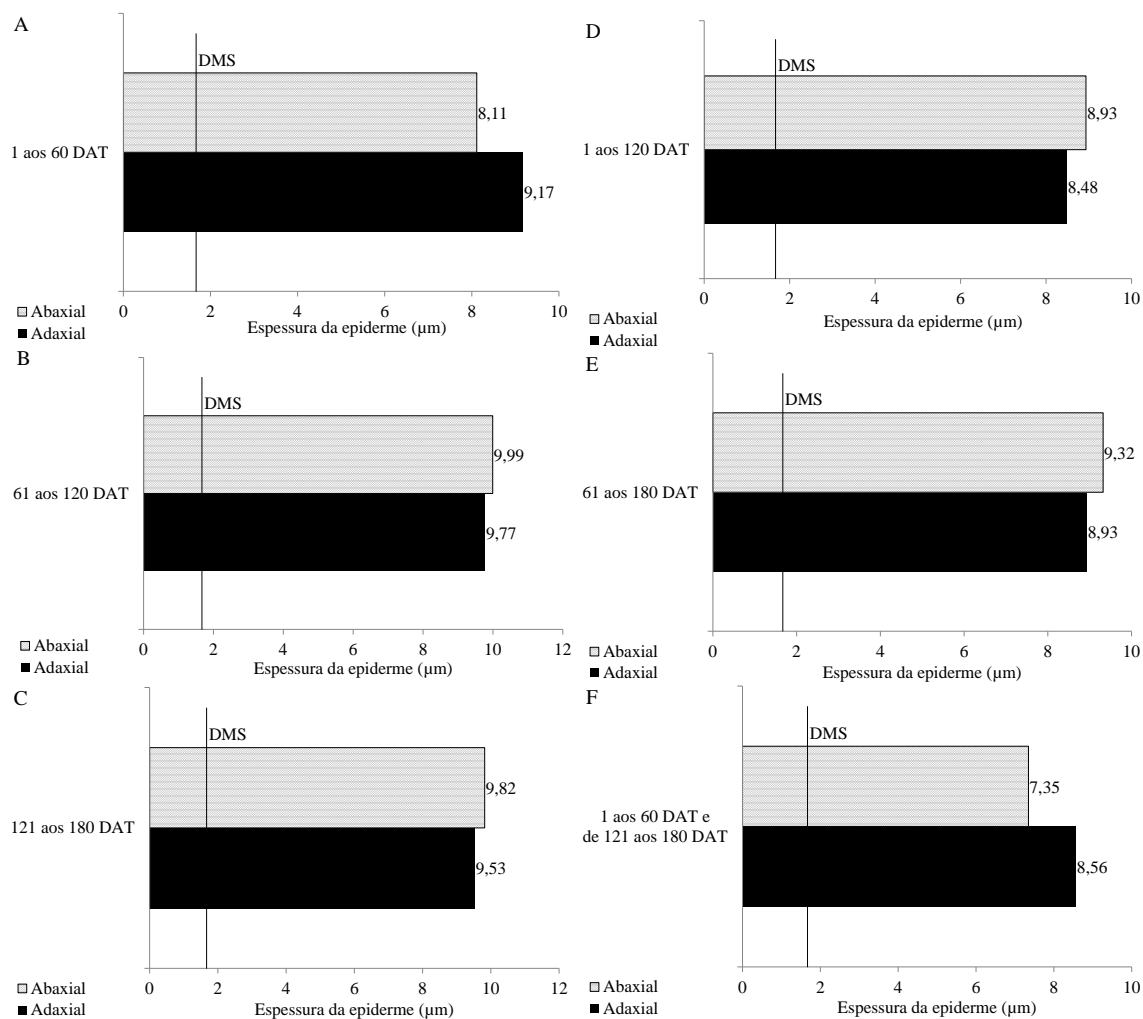 A
DMS
8,11
1 aos 60 DAT
9,17
Abaxial
Adaxial
0 2 4 6 8 10
Espessura da epiderme (µm)
D
DMS
8,93
1 aos 120 DAT
8,48
Abaxial
Adaxial
0 2 4 6 8 10
Espessura da epiderme (µm)
B
DMS
9,99
61 aos 120 DAT
9,77
Abaxial
Adaxial
0 2 4 6 8 10 12
Espessura da epiderme (µm)
E
DMS
9,32
61 aos 180 DAT
8,93
Abaxial
Adaxial
0 2 4 6 8 10
Espessura da epiderme (µm)
C
DMS
9,82
121 aos 180 DAT
9,53
Abaxial
Adaxial
0 2 4 6 8 10 12
Espessura da epiderme (µm)
F
DMS
7,35
1 aos 60 DAT e
de 121 aos 180 DAT
8,56
Abaxial
Adaxial
0 2 4 6 8 10
Espessura da epiderme (µm)